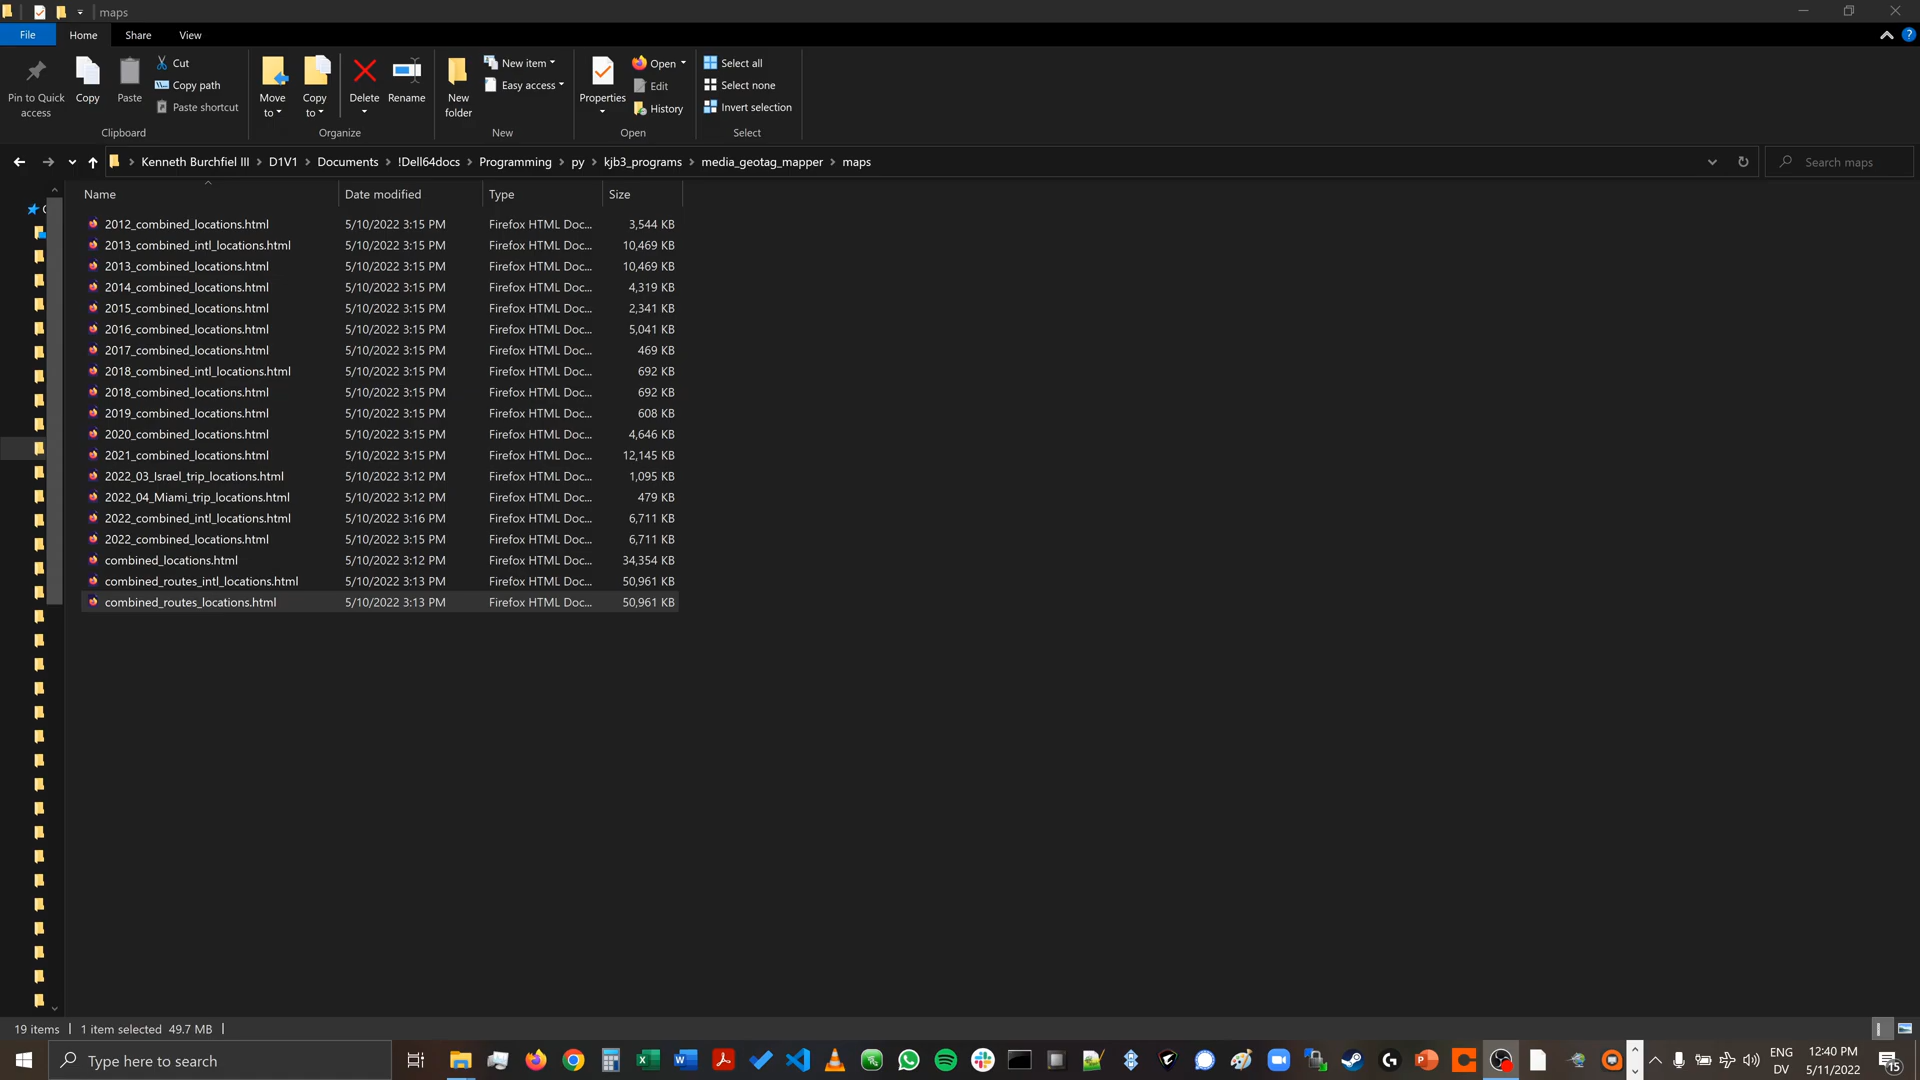 maps
File Home Share View
Pin to Quick access
Copy
Paste
Cut
Copy path
Paste shortcut
Clipboard
Move to
Copy to
Delete
Rename
Organize
New folder
New item
Easy access
New
Properties
Open
Edit
History
Open
Select all
Select none
Invert selection
Select
Kenneth Burchfiel III D1V1 Documents !Dell64docs Programming py kjb3_programs media_geotag_mapper maps
Search maps
Name Date modified Type Size
2012_combined_locations.html 5/10/2022 3:15 PM Firefox HTML Doc... 3,544 KB
2013_combined_intl_locations.html 5/10/2022 3:15 PM Firefox HTML Doc... 10,469 KB
2013_combined_locations.html 5/10/2022 3:15 PM Firefox HTML Doc... 10,469 KB
2014_combined_locations.html 5/10/2022 3:15 PM Firefox HTML Doc... 4,319 KB
2015_combined_locations.html 5/10/2022 3:15 PM Firefox HTML Doc... 2,341 KB
2016_combined_locations.html 5/10/2022 3:15 PM Firefox HTML Doc... 5,041 KB
2017_combined_locations.html 5/10/2022 3:15 PM Firefox HTML Doc... 469 KB
2018_combined_intl_locations.html 5/10/2022 3:15 PM Firefox HTML Doc... 692 KB
2018_combined_locations.html 5/10/2022 3:15 PM Firefox HTML Doc... 692 KB
2019_combined_locations.html 5/10/2022 3:15 PM Firefox HTML Doc... 608 KB
2020_combined_locations.html 5/10/2022 3:15 PM Firefox HTML Doc... 4,646 KB
2021_combined_locations.html 5/10/2022 3:15 PM Firefox HTML Doc... 12,145 KB
2022_03_Israel_trip_locations.html 5/10/2022 3:12 PM Firefox HTML Doc... 1,095 KB
2022_04_Miami_trip_locations.html 5/10/2022 3:12 PM Firefox HTML Doc... 479 KB
2022_combined_intl_locations.html 5/10/2022 3:16 PM Firefox HTML Doc... 6,711 KB
2022_combined_locations.html 5/10/2022 3:15 PM Firefox HTML Doc... 6,711 KB
combined_locations.html 5/10/2022 3:12 PM Firefox HTML Doc... 34,354 KB
combined_routes_intl_locations.html 5/10/2022 3:13 PM Firefox HTML Doc... 50,961 KB
combined_routes_locations.html 5/10/2022 3:13 PM Firefox HTML Doc... 50,961 KB
19 items 1 item selected 49.7 MB
Type here to search
ENG
DV
12:40 PM
5/11/2022
15